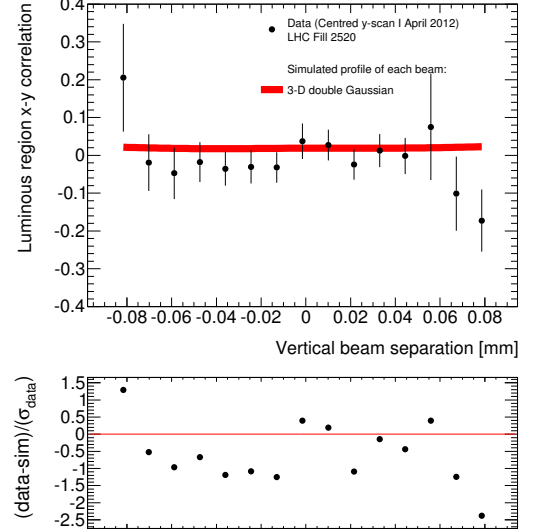 Luminous region x-y correlation
0.4
0.3
0.2
0.1
0
-0.1
-0.2
-0.3
-0.4
Data (Centred y-scan I April 2012)
LHC Fill 2520
Simulated profile of each beam:
3-D double Gaussian
-0.08 -0.06 -0.04 -0.02 0 0.02 0.04 0.06 0.08
Vertical beam separation [mm]
(data-sim)/(σdata)
1.5
1
0.5
0
-0.5
-1
-1.5
-2
-2.5